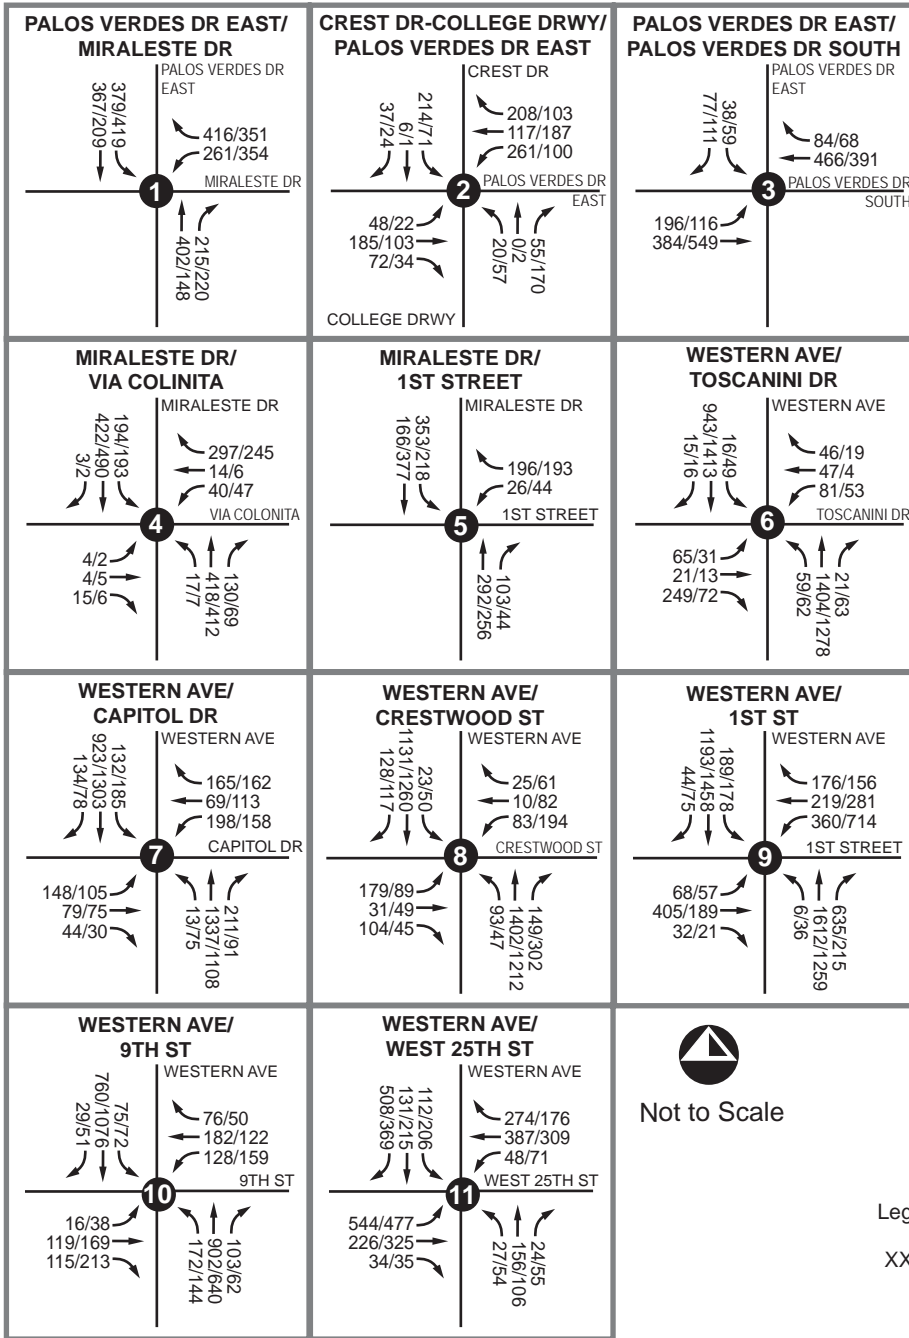 PALOS VERDES DR EAST/
MIRALESTE DR
PALOS VERDES DR
EAST
379/419
367/209
416/351
261/354
1
MIRALESTE DR
215/220
402/148
CREST DR-COLLEGE DRWY/
PALOS VERDES DR EAST
CREST DR
214/71
6/1
37/24
208/103
117/187
261/100
2
PALOS VERDES DR
EAST
48/22
185/103
72/34
55/170
0/2
20/57
COLLEGE DRWY
PALOS VERDES DR EAST/
PALOS VERDES DR SOUTH
PALOS VERDES DR
EAST
38/59
77/111
84/68
466/391
3
PALOS VERDES DR
SOUTH
196/116
384/549
MIRALESTE DR/
VIA COLINITA
MIRALESTE DR
194/193
422/490
3/2
297/245
14/6
40/47
4
VIA COLONITA
4/2
4/5
15/6
130/69
418/412
17/7
MIRALESTE DR/
1ST STREET
MIRALESTE DR
353/218
166/377
196/193
26/44
5
1ST STREET
103/44
292/256
WESTERN AVE/
TOSCANINI DR
WESTERN AVE
16/49
943/1413
15/16
46/19
47/4
81/53
6
TOSCANINI DR
65/31
21/13
249/72
21/63
1404/1278
59/62
WESTERN AVE/
CAPITOL DR
WESTERN AVE
132/185
923/1303
134/78
165/162
69/113
198/158
7
CAPITOL DR
148/105
79/75
44/30
211/91
1337/1108
13/75
WESTERN AVE/
CRESTWOOD ST
WESTERN AVE
23/50
1131/1260
128/117
25/61
10/82
83/194
8
CRESTWOOD ST
179/89
31/49
104/45
149/302
1402/1212
93/47
WESTERN AVE/
1ST ST
WESTERN AVE
189/178
1193/1458
44/75
176/156
219/281
360/714
9
1ST STREET
68/57
405/189
32/21
635/215
1612/1259
6/36
WESTERN AVE/
9TH ST
WESTERN AVE
75/72
760/1076
29/51
76/50
182/122
128/159
10
9TH ST
16/38
119/169
115/213
103/62
902/640
172/144
WESTERN AVE/
WEST 25TH ST
WESTERN AVE
112/206
131/215
508/369
274/176
387/309
48/71
11
WEST 25TH ST
544/477
226/325
34/35
24/55
156/106
27/54
Not to Scale
Leg
XX